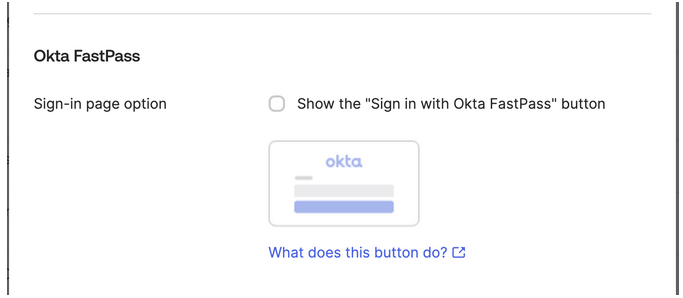 Okta FastPass
Sign-in page option
Show the "Sign in with Okta FastPass" button
okta
What does this button do?